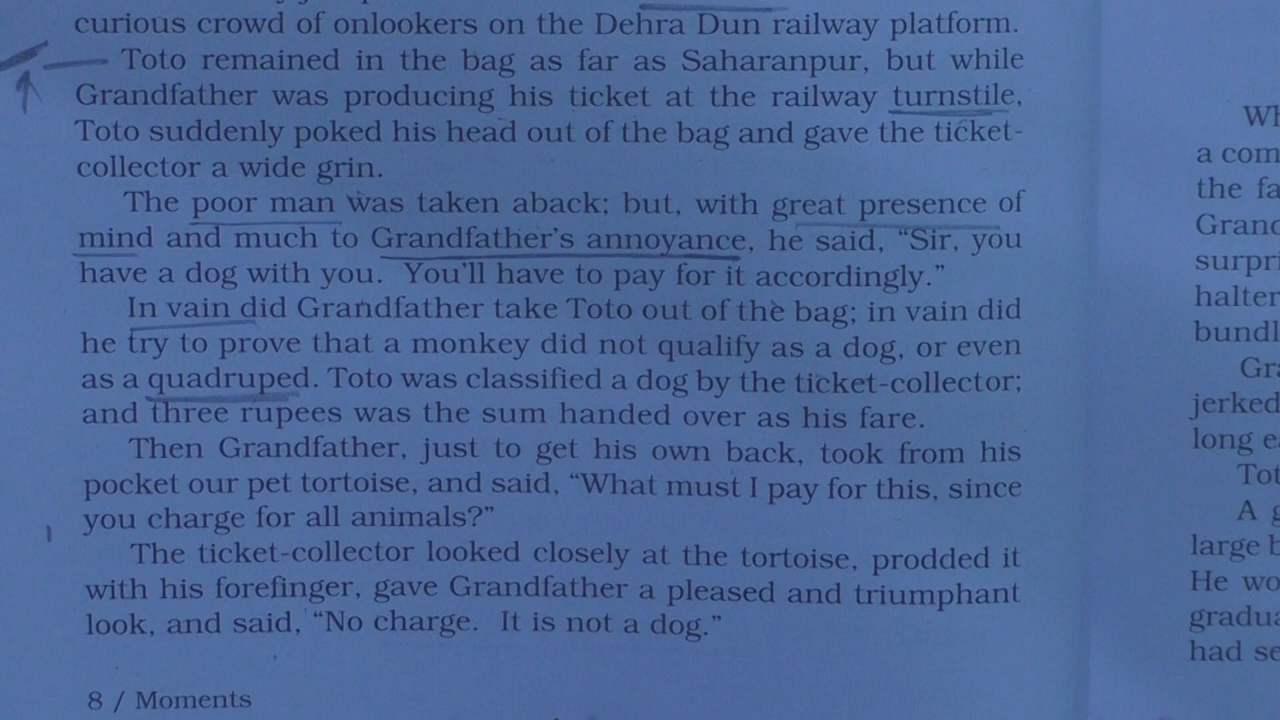 curious crowd of onlookers on the Dehra Dun railway platform.
Toto remained in the bag as far as Saharanpur, but while
Grandfather was producing his ticket at the railway turnstile,
Toto suddenly poked his head out of the bag and gave the ticket-
collector a wide grin.
The poor man was taken aback; but, with great presence of
mind and much to Grandfather's annoyance, he said, “Sir, you
have a dog with you. You'll have to pay for it accordingly.”
In vain did Grandfather take Toto out of the bag; in vain did
he try to prove that a monkey did not qualify as a dog, or even
as a quadruped. Toto was classified a dog by the ticket-collector;
and three rupees was the sum handed over as his fare.
Then Grandfather, just to get his own back, took from his
pocket our pet tortoise, and said, “What must I pay for this, since
you charge for all animals?”
The ticket-collector looked closely at the tortoise, prodded it
with his forefinger, gave Grandfather a pleased and triumphant
look, and said, “No charge. It is not a dog.”
8 / Moments
a com
the fa
Grand
surpri
halter
bundl
Gra
jerked
long e
Tot
A g
large b
He wo
gradua
had se